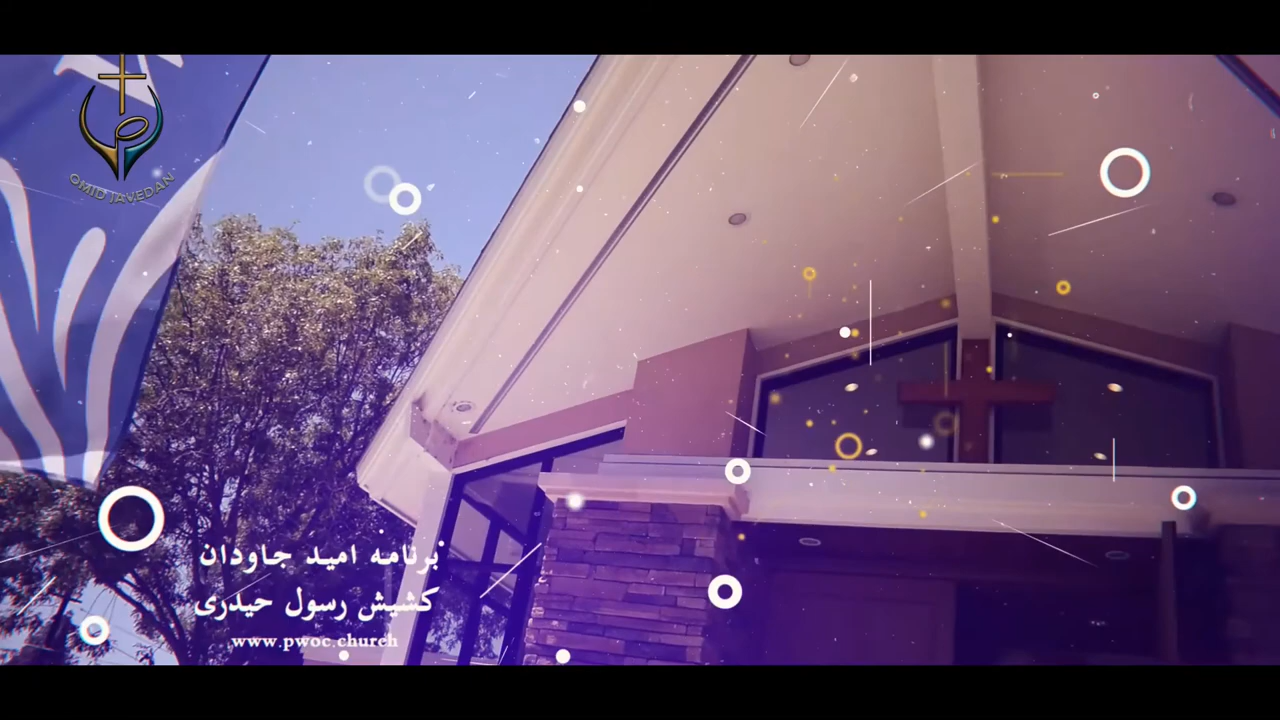 OMID JAVEDAN
برنامه امید جاودان
کشیش رسول حیدری
www.pwoc.church